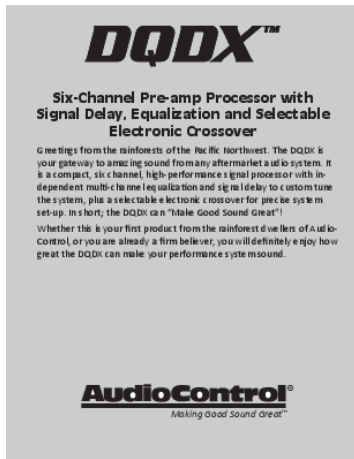 DQDX™
Six-Channel Pre-amp Processor with
Signal Delay, Equalization and Selectable
Electronic Crossover
Greetings from the rainforests of the Pacific Northwest. The DQDX is
your gateway to amazing sound from any aftermarket audio system. It
is a compact, six channel, high-performance signal processor with in-
dependent multi-channel equalization and signal delay to custom tune
the system, plus a selectable electronic crossover for precise system
set-up. In short; the DQDX can "Make Good Sound Great"!
Whether this is your first product from the rainforest dwellers of Audio-
Control, or you are already a firm believer, you will definitely enjoy how
great the DQDX can make your performance system sound.
AudioControl®
Making Good Sound Great™